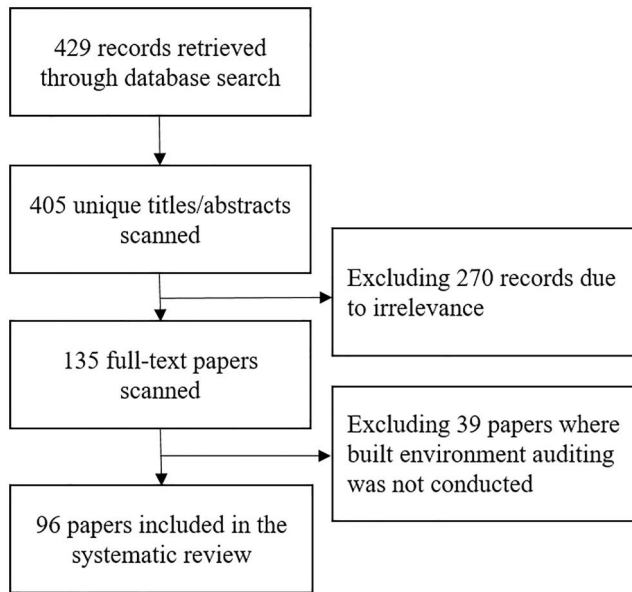 429 records retrieved
through database search
405 unique titles/abstracts
scanned
Excluding 270 records due
to irrelevance
135 full-text papers
scanned
Excluding 39 papers where
built environment auditing
was not conducted
96 papers included in the
systematic review